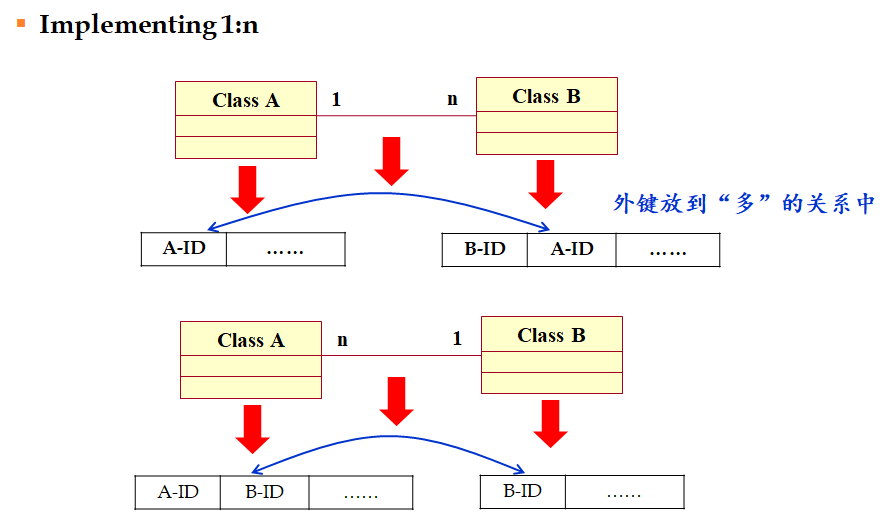 ▪ Implementing 1:n
Class A 1 n Class B
外键放到“多”的关系中
A-ID ……
B-ID A-ID ……
Class A n 1 Class B
A-ID B-ID ……
B-ID ……